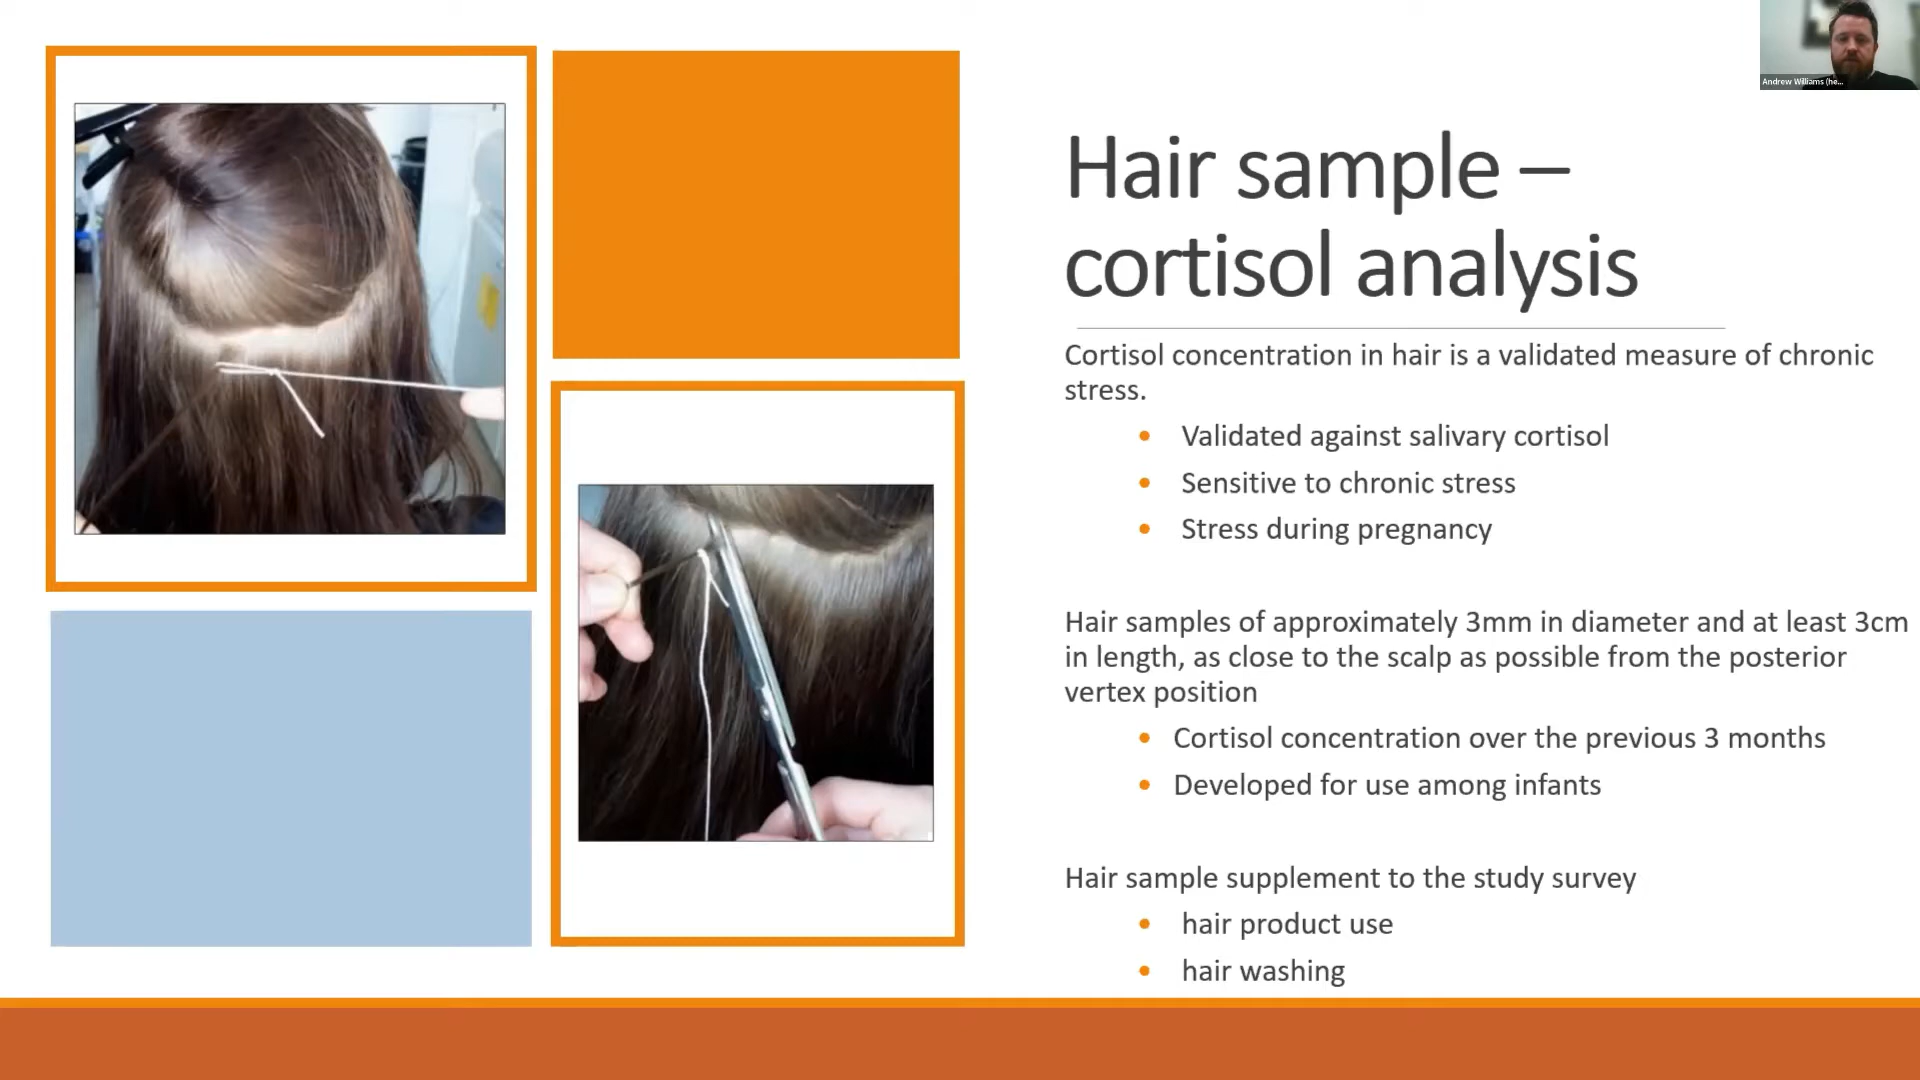 Andrew Williams (he...
Hair sample –
cortisol analysis
Cortisol concentration in hair is a validated measure of chronic
stress.
• Validated against salivary cortisol
• Sensitive to chronic stress
• Stress during pregnancy
Hair samples of approximately 3mm in diameter and at least 3cm
in length, as close to the scalp as possible from the posterior
vertex position
• Cortisol concentration over the previous 3 months
• Developed for use among infants
Hair sample supplement to the study survey
• hair product use
• hair washing